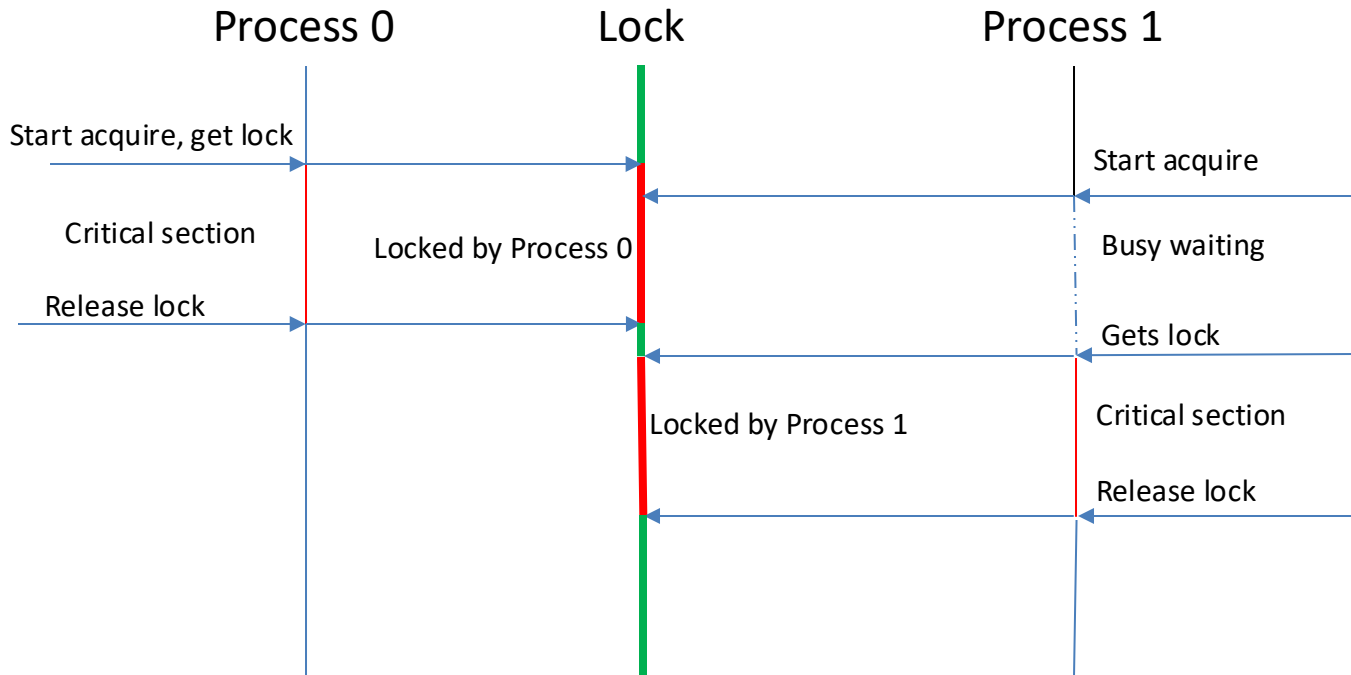 Process 0
Lock
Process 1
Start acquire, get lock
Start acquire
Critical section
Locked by Process 0
Busy waiting
Release lock
Gets lock
Locked by Process 1
Critical section
Release lock